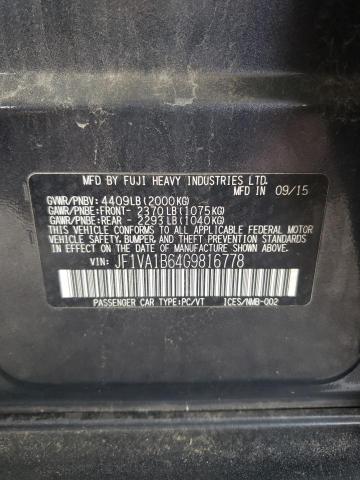 MFD BY FUJI HEAVY INDUSTRIES LTD.
MFD IN 09/15
GVWR/PNBV: 4409LB(2000KG)
GAWR/PNBE:FRONT- 2370LB(1075KG)
GAWR/PNBE:REAR - 2293LB(1040KG)
THIS VEHICLE CONFORMS TO ALL APPLICABLE FEDERAL MOTOR
VEHICLE SAFETY, BUMPER, AND THEFT PREVENTION STANDARDS
IN EFFECT ON THE DATE OF MANUFACTURE SHOWN ABOVE.
VIN: JF1VA1B64G9816778
PASSENGER CAR TYPE:PC/VT ICES/NMB-002